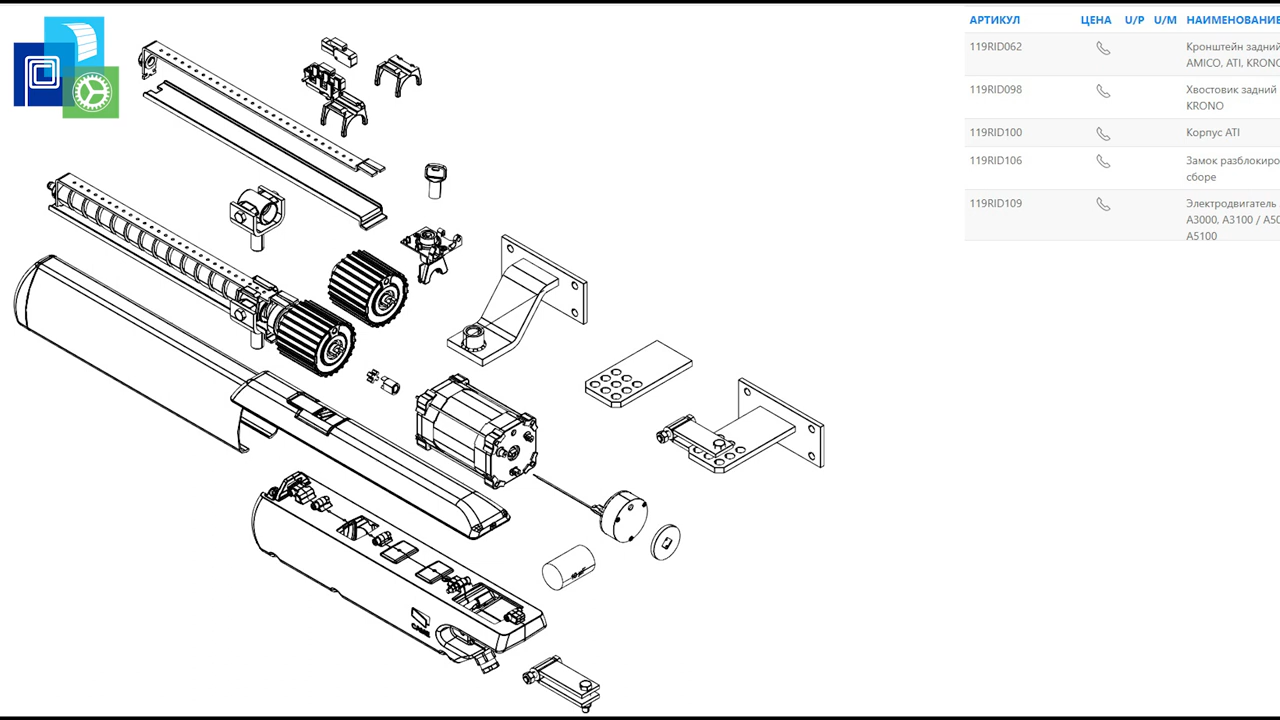 АРТИКУЛ ЦЕНА U/P U/M НАИМЕНОВАНИЕ
119RID062 Кронштейн задний
AMICO, ATI, KRONO
119RID098 Хвостовик задний
KRONO
119RID100 Корпус ATI
119RID106 Замок разблокиро
сборе
119RID109 Электродвигатель
A3000, A3100 / A50
A5100
CAME